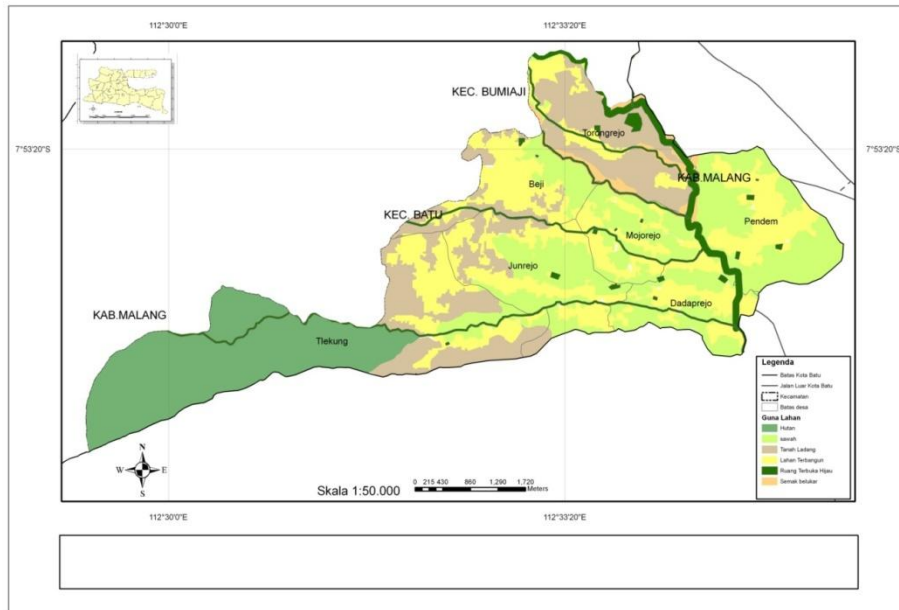 112°30'0"E
112°33'20"E
KEC. BUMIAJI
Torongrejo
7°53'20"S
7°53'20"S
KAB.MALANG
Beji
KEC. BATU
Pendem
Mojorejo
Junrejo
Dadaprejo
KAB.MALANG
Tlekung
Legenda
Batas Kota Batu
Jalan Luar Kota Batu
Kecamatan
Batas desa
Guna Lahan
Hutan
sawah
Tanah Ladang
Lahan Terbangun
Ruang Terbuka Hijau
Semak belukar
N
W E
S
Skala 1:50.000
0 215 430 860 1,290 1,720
Meters
112°30'0"E
112°33'20"E